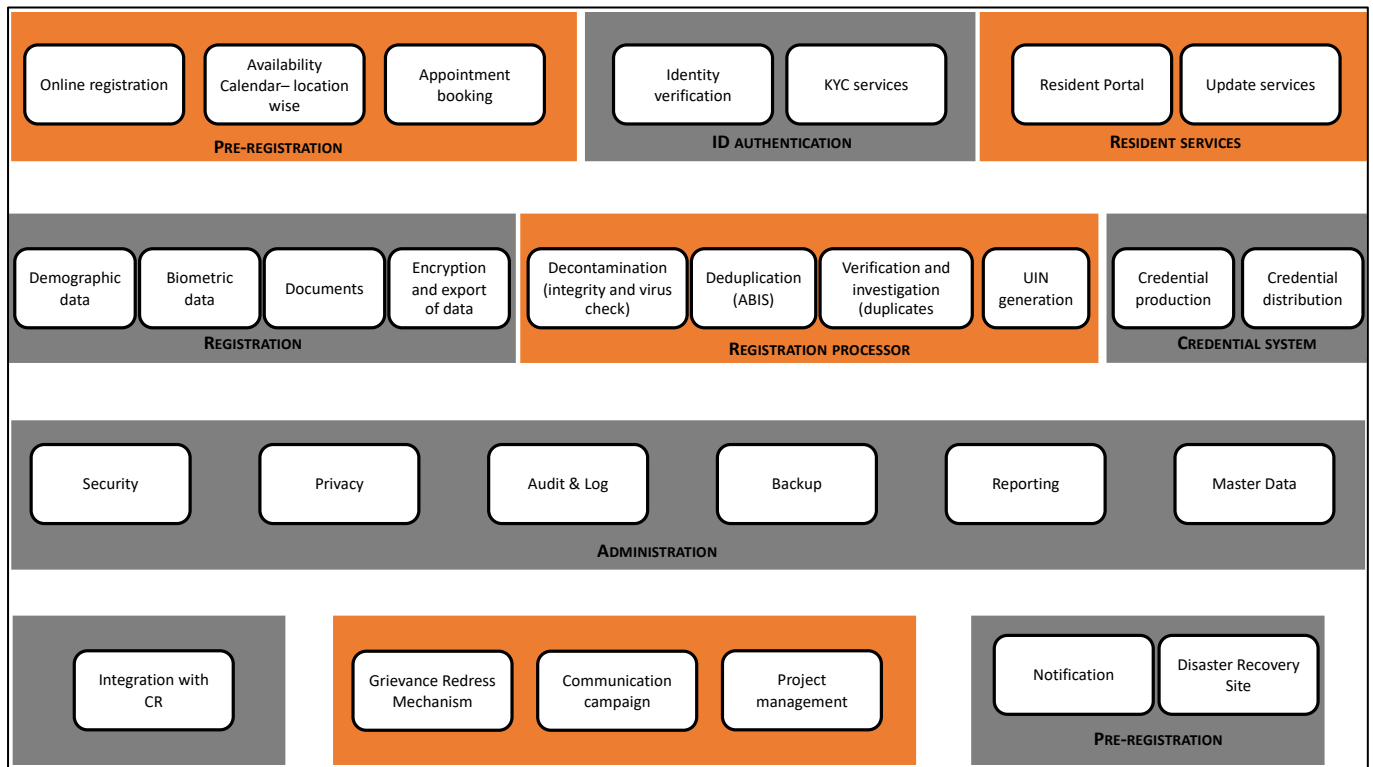 Online registration
Availability
Calendar– location
wise
Appointment
booking
PRE-REGISTRATION
Identity
verification
KYC services
ID AUTHENTICATION
Resident Portal
Update services
RESIDENT SERVICES
Demographic
data
Biometric
data
Documents
Encryption
and export
of data
REGISTRATION
Decontamination
(integrity and virus
check)
Deduplication
(ABIS)
Verification and
investigation
(duplicates
UIN
generation
REGISTRATION PROCESSOR
Credential
production
Credential
distribution
CREDENTIAL SYSTEM
Security
Privacy
Audit & Log
Backup
Reporting
Master Data
ADMINISTRATION
Integration with
CR
Grievance Redress
Mechanism
Communication
campaign
Project
management
Notification
Disaster Recovery
Site
PRE-REGISTRATION